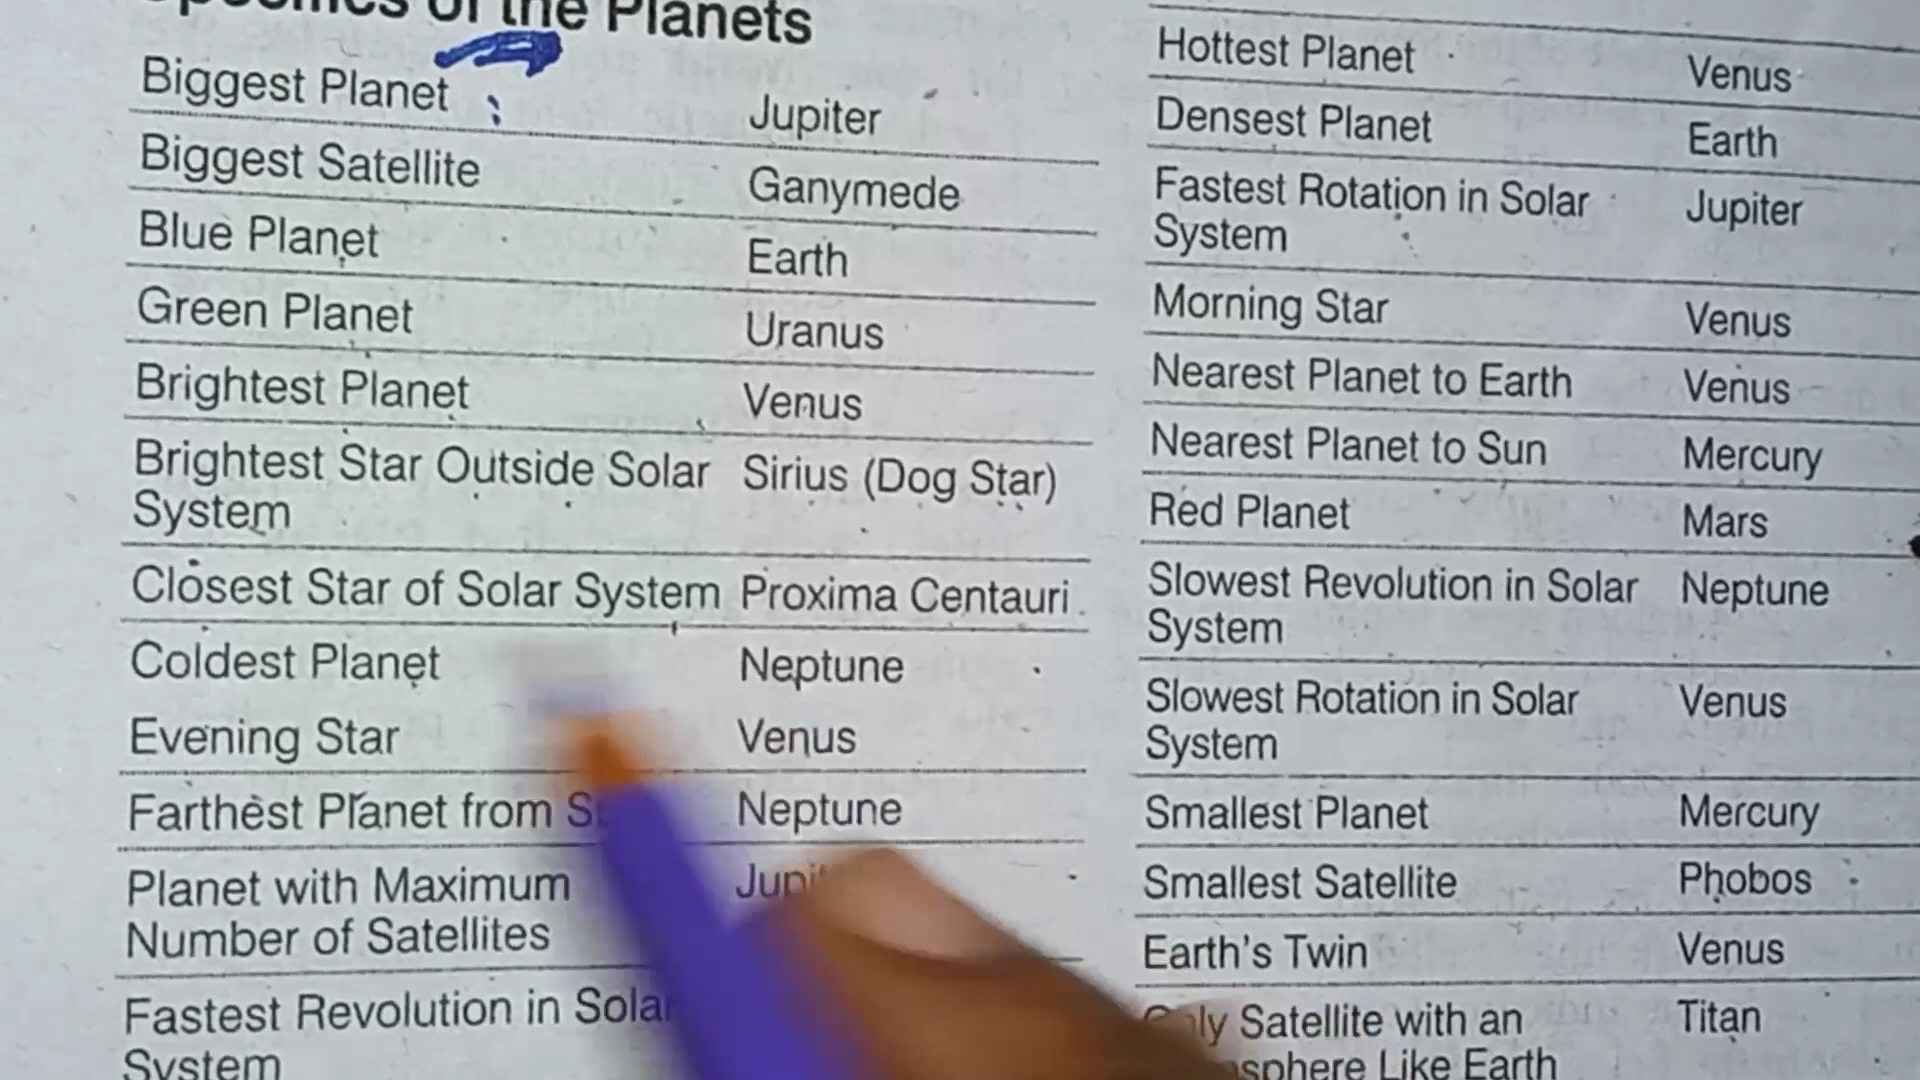 of the Planets
Biggest Planet Jupiter
Biggest Satellite Ganymede
Blue Planet Earth
Green Planet Uranus
Brightest Planet Venus
Brightest Star Outside Solar Sirius (Dog Star)
System
Closest Star of Solar System Proxima Centauri
Coldest Planet Neptune
Evening Star Venus
Farthest Planet from Neptune
Planet with Maximum
Number of Satellites
Fastest Revolution in Solar
System
Hottest Planet Venus
Densest Planet Earth
Fastest Rotation in Solar Jupiter
System
Morning Star Venus
Nearest Planet to Earth Venus
Nearest Planet to Sun Mercury
Red Planet Mars
Slowest Revolution in Solar Neptune
System
Slowest Rotation in Solar Venus
System
Smallest Planet Mercury
Smallest Satellite Phobos
Earth's Twin Venus
Satellite with an Titan
Like Earth